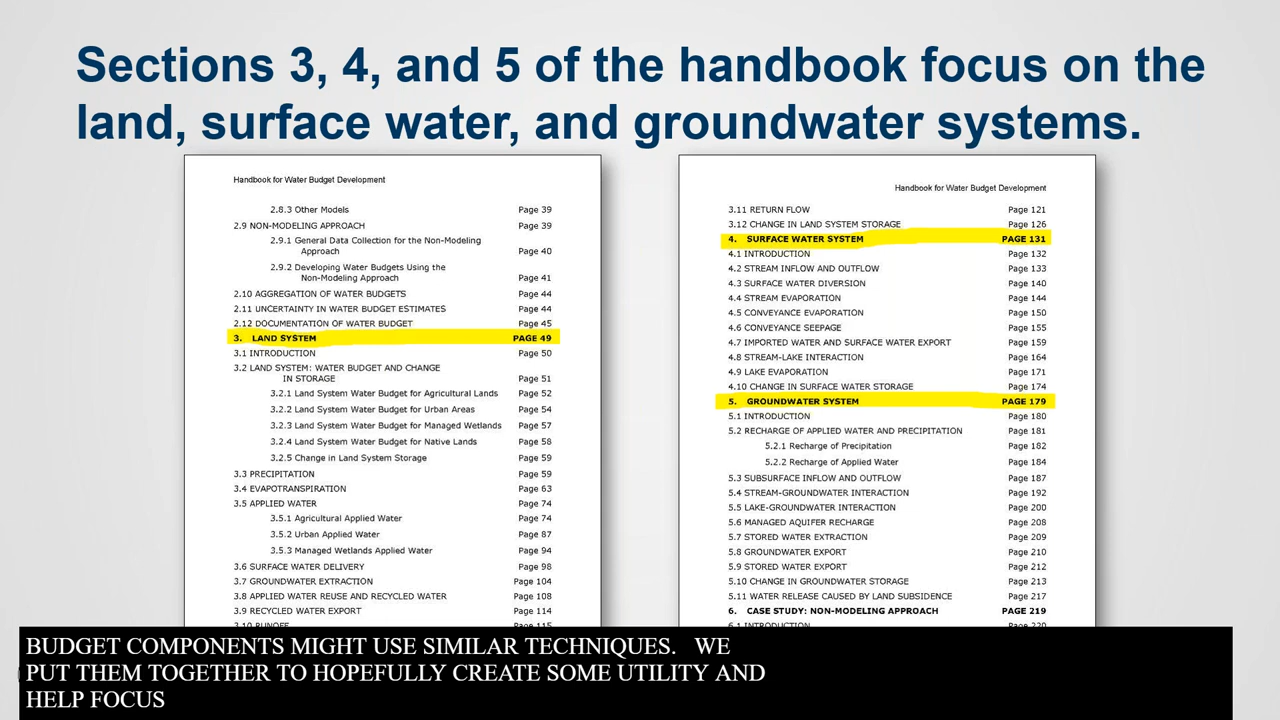 Sections 3, 4, and 5 of the handbook focus on the
land, surface water, and groundwater systems.
Handbook for Water Budget Development
2.8.3 Other Models Page 39
2.9 NON-MODELING APPROACH Page 39
2.9.1 General Data Collection for the Non-Modeling
Approach Page 40
2.9.2 Developing Water Budgets Using the
Non-Modeling Approach Page 41
2.10 AGGREGATION OF WATER BUDGETS Page 44
2.11 UNCERTAINTY IN WATER BUDGET ESTIMATES Page 44
2.12 DOCUMENTATION OF WATER BUDGET Page 45
3. LAND SYSTEM PAGE 49
3.1 INTRODUCTION Page 50
3.2 LAND SYSTEM: WATER BUDGET AND CHANGE
IN STORAGE Page 51
3.2.1 Land System Water Budget for Agricultural Lands Page 52
3.2.2 Land System Water Budget for Urban Areas Page 54
3.2.3 Land System Water Budget for Managed Wetlands Page 57
3.2.4 Land System Water Budget for Native Lands Page 58
3.2.5 Change in Land System Storage Page 59
3.3 PRECIPITATION Page 59
3.4 EVAPOTRANSPIRATION Page 63
3.5 APPLIED WATER Page 74
3.5.1 Agricultural Applied Water Page 74
3.5.2 Urban Applied Water Page 87
3.5.3 Managed Wetlands Applied Water Page 94
3.6 SURFACE WATER DELIVERY Page 98
3.7 GROUNDWATER EXTRACTION Page 104
3.8 APPLIED WATER REUSE AND RECYCLED WATER Page 108
3.9 RECYCLED WATER EXPORT Page 114
3.10 RUNOFF Page 115
Handbook for Water Budget Development
3.11 RETURN FLOW Page 121
3.12 CHANGE IN LAND SYSTEM STORAGE Page 126
4. SURFACE WATER SYSTEM PAGE 131
4.1 INTRODUCTION Page 132
4.2 STREAM INFLOW AND OUTFLOW Page 133
4.3 SURFACE WATER DIVERSION Page 140
4.4 STREAM EVAPORATION Page 144
4.5 CONVEYANCE EVAPORATION Page 150
4.6 CONVEYANCE SEEPAGE Page 155
4.7 IMPORTED WATER AND SURFACE WATER EXPORT Page 159
4.8 STREAM-LAKE INTERACTION Page 164
4.9 LAKE EVAPORATION Page 171
4.10 CHANGE IN SURFACE WATER STORAGE Page 174
5. GROUNDWATER SYSTEM PAGE 179
5.1 INTRODUCTION Page 180
5.2 RECHARGE OF APPLIED WATER AND PRECIPITATION Page 181
5.2.1 Recharge of Precipitation Page 182
5.2.2 Recharge of Applied Water Page 184
5.3 SUBSURFACE INFLOW AND OUTFLOW Page 187
5.4 STREAM-GROUNDWATER INTERACTION Page 192
5.5 LAKE-GROUNDWATER INTERACTION Page 200
5.6 MANAGED AQUIFER RECHARGE Page 208
5.7 STORED WATER EXTRACTION Page 209
5.8 GROUNDWATER EXPORT Page 210
5.9 STORED WATER EXPORT Page 212
5.10 CHANGE IN GROUNDWATER STORAGE Page 213
5.11 WATER RELEASE CAUSED BY LAND SUBSIDENCE Page 217
6. CASE STUDY: NON-MODELING APPROACH PAGE 219
6.1 INTRODUCTION Page 220
BUDGET COMPONENTS MIGHT USE SIMILAR TECHNIQUES. WE
PUT THEM TOGETHER TO HOPEFULLY CREATE SOME UTILITY AND
HELP FOCUS